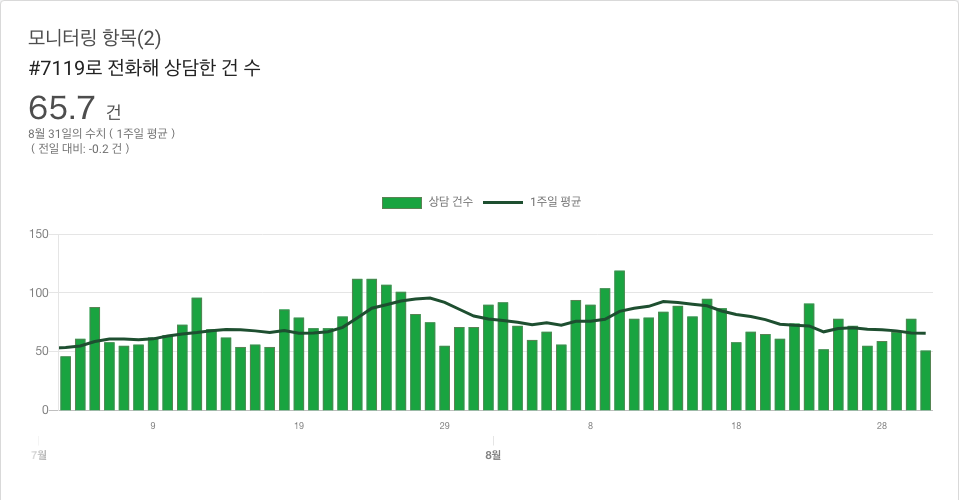 모니터링 항목(2)
#7119로 전화해 상담한 건 수
65.7 건
8월 31일의 수치 ( 1주일 평균 )
( 전일 대비: -0.2 건 )
상담 건수 1주일 평균
150
100
50
0
9 19 29 8 18 28
7월 8월